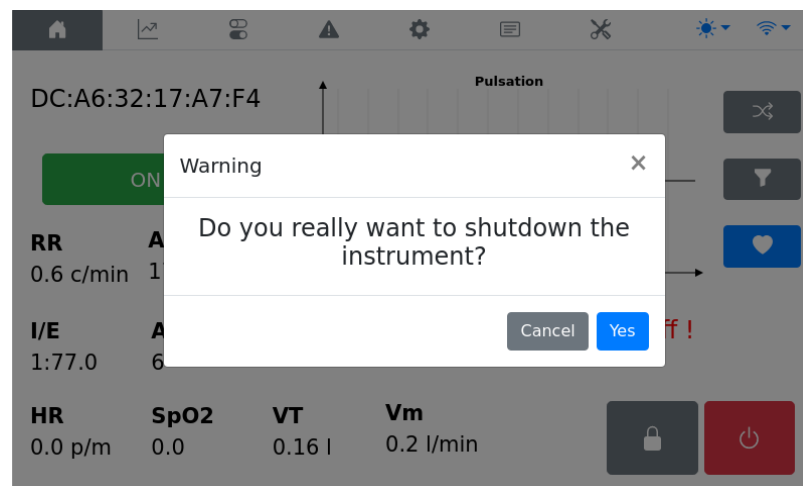 Pulsation
DC:A6:32:17:A7:F4
Warning ×
ON
Do you really want to shutdown the
instrument?
RR
0.6 c/min
Cancel Yes
I/E
1:77.0
HR SpO2 VT Vm
0.0 p/m 0.0 0.16 l 0.2 l/min